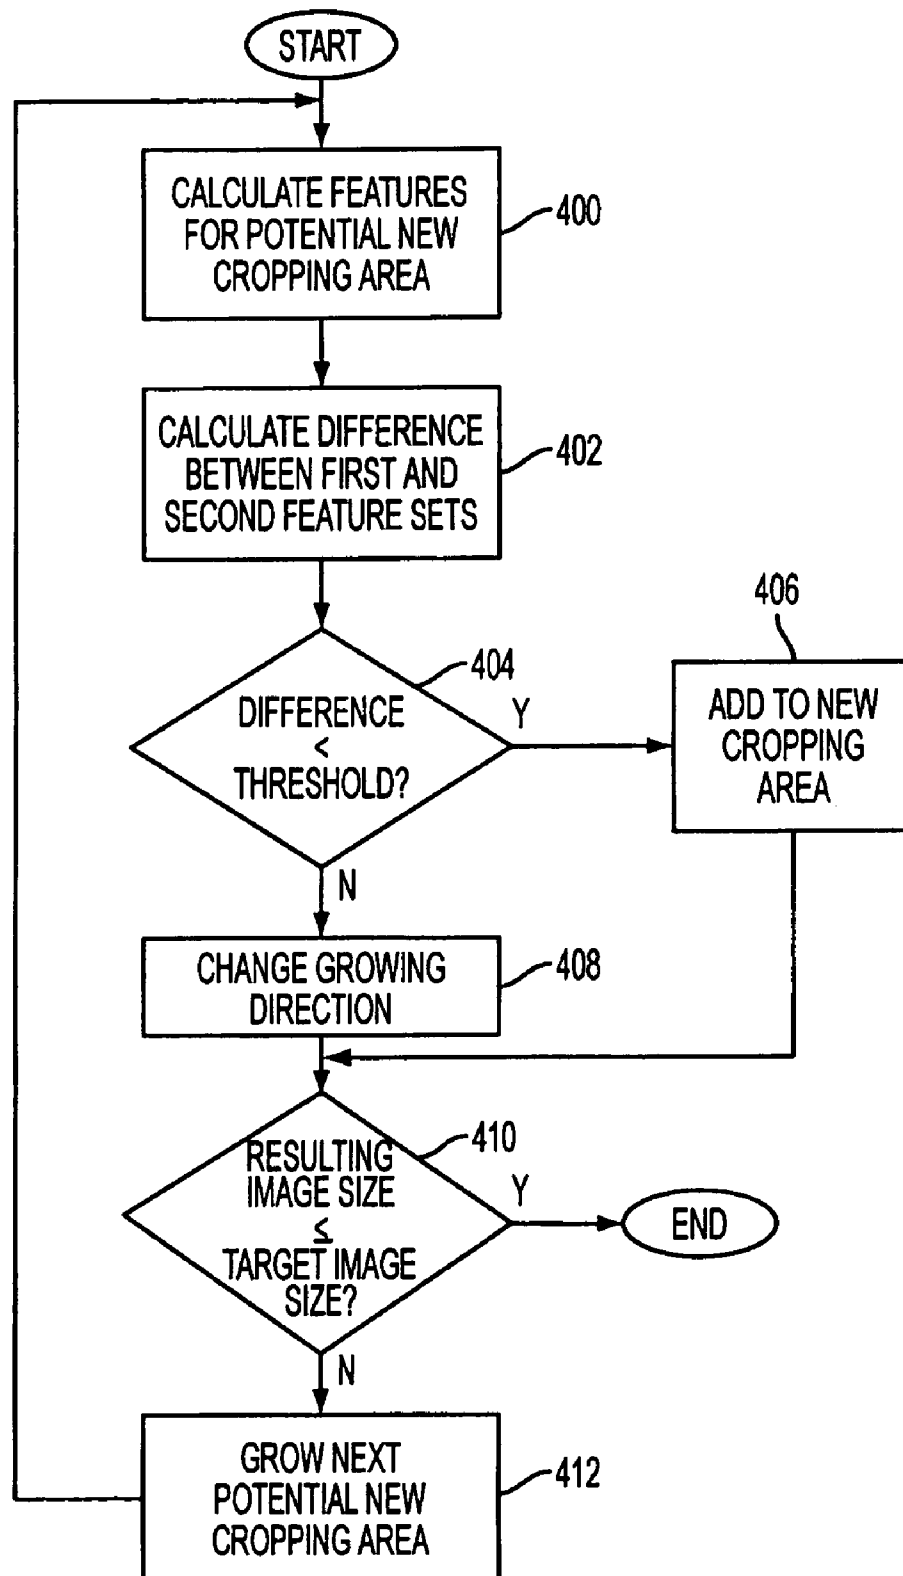 START
CALCULATE FEATURES
FOR POTENTIAL NEW
CROPPING AREA
400
CALCULATE DIFFERENCE
BETWEEN FIRST AND
SECOND FEATURE SETS
402
DIFFERENCE
<
THRESHOLD?
404
Y
406
ADD TO NEW
CROPPING
AREA
N
CHANGE GROWING
DIRECTION
408
RESULTING
IMAGE SIZE
≤
TARGET IMAGE
SIZE?
410
Y
END
N
GROW NEXT
POTENTIAL NEW
CROPPING AREA
412